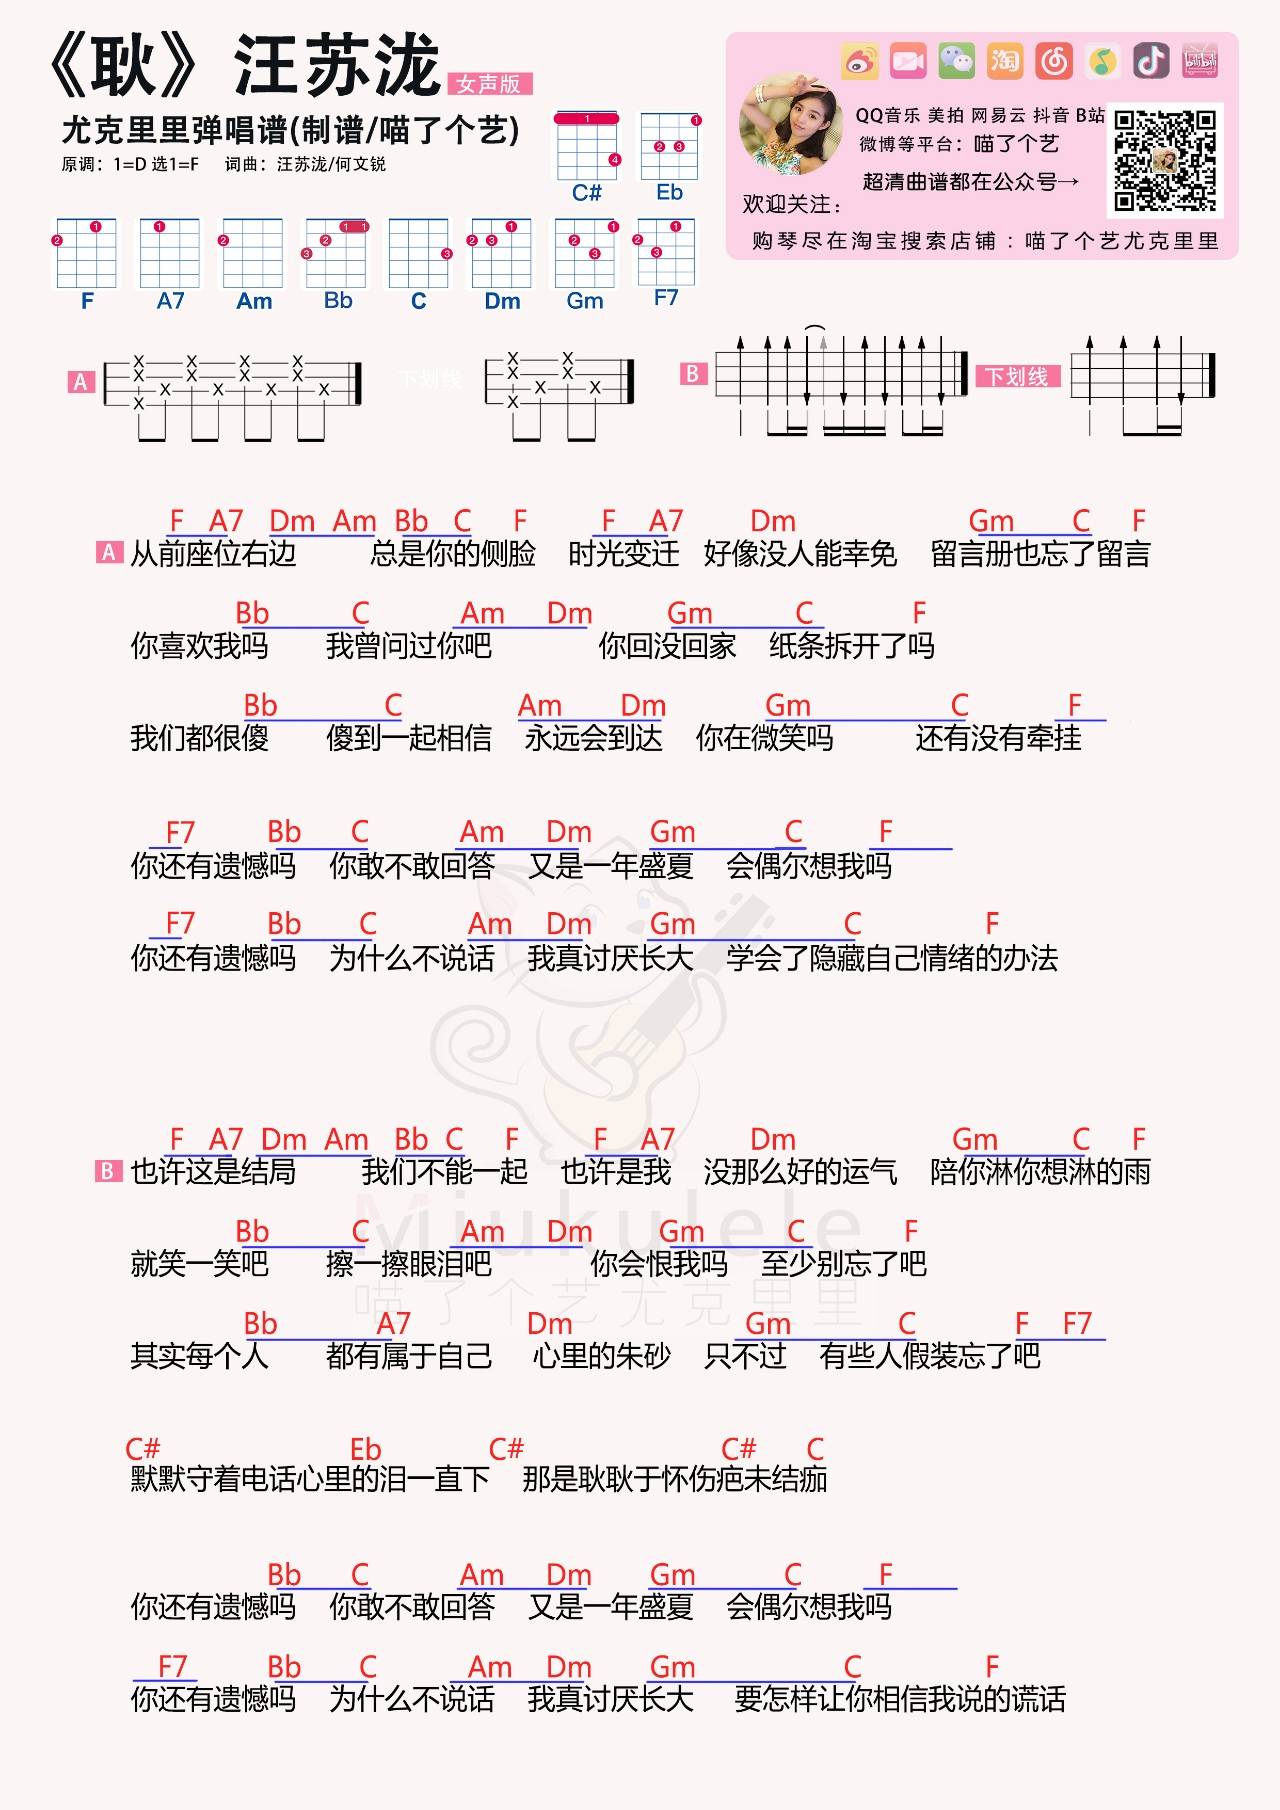 《耿》汪苏泷 女声版
尤克里里弹唱谱(制谱/喵了个艺)
原调：1=D 选1=F 词曲：汪苏泷/何文锐
QQ音乐 美拍 网易云 抖音 B站
微博等平台：喵了个艺
超清曲谱都在公众号→
欢迎关注：
购琴尽在淘宝搜索店铺：喵了个艺尤克里里
淘
bilibili
C# Eb
F A7 Am Bb C Dm Gm F7
A 下划线 B 下划线
F A7 Dm Am Bb C F F A7 Dm Gm C F
A 从前座位右边 总是你的侧脸 时光变迁 好像没人能幸免 留言册也忘了留言
Bb C Am Dm Gm C F
你喜欢我吗 我曾问过你吧 你回没回家 纸条拆开了吗
Bb C Am Dm Gm C F
我们都很傻 傻到一起相信 永远会到达 你在微笑吗 还有没有牵挂
F7 Bb C Am Dm Gm C F
你还有遗憾吗 你敢不敢回答 又是一年盛夏 会偶尔想我吗
F7 Bb C Am Dm Gm C F
你还有遗憾吗 为什么不说话 我真讨厌长大 学会了隐藏自己情绪的办法
F A7 Dm Am Bb C F F A7 Dm Gm C F
B 也许这是结局 我们不能一起 也许是我 没那么好的运气 陪你淋你想淋的雨
Miukulele
Bb C Am Dm Gm C F
就笑一笑吧 擦一擦眼泪吧 你会恨我吗 至少别忘了吧
喵了个艺尤克里里
Bb A7 Dm Gm C F F7
其实每个人 都有属于自己 心里的朱砂 只不过 有些人假装忘了吧
C# Eb C# C# C
默默守着电话心里的泪一直下 那是耿耿于怀伤疤未结痂
Bb C Am Dm Gm C F
你还有遗憾吗 你敢不敢回答 又是一年盛夏 会偶尔想我吗
F7 Bb C Am Dm Gm C F
你还有遗憾吗 为什么不说话 我真讨厌长大 要怎样让你相信我说的谎话